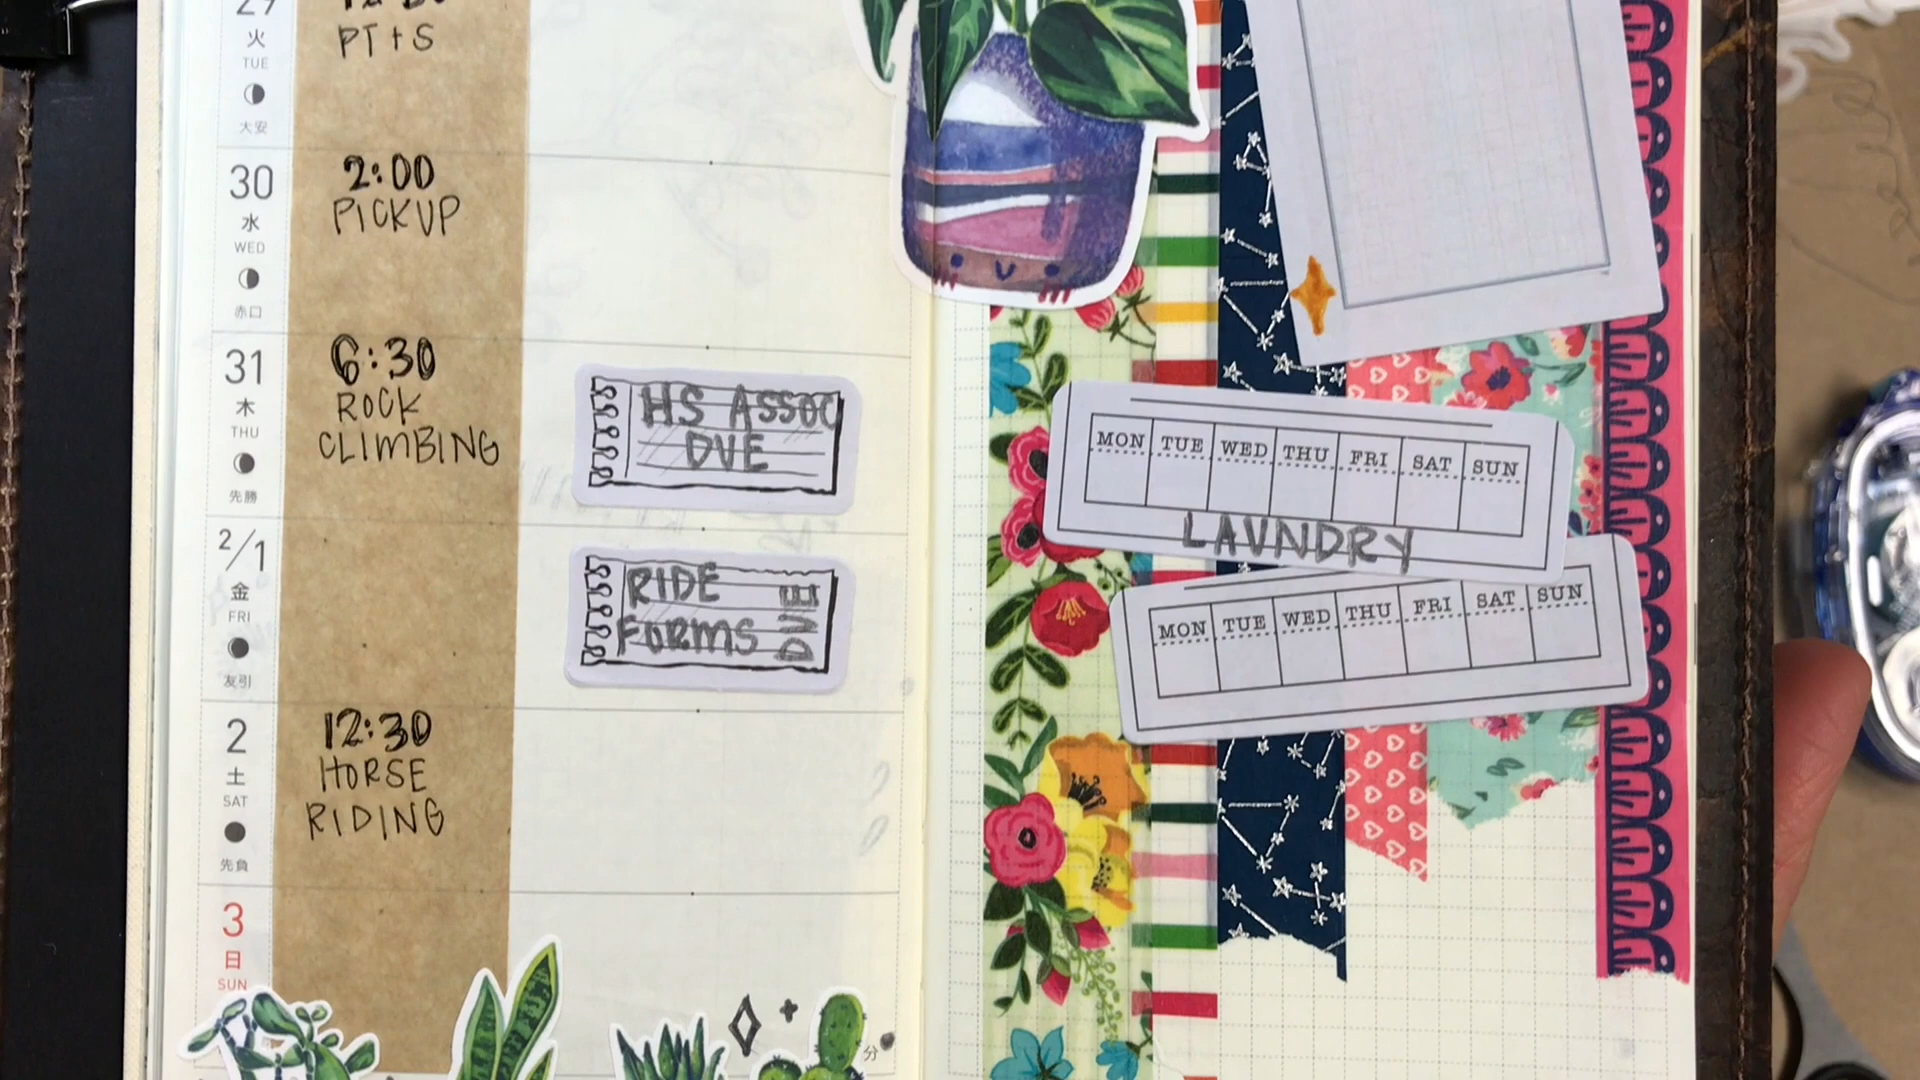 29
火
TUE
大安
PT+S
30
水
WED
赤口
2:00
PICKUP
31
木
THU
先勝
6:30
ROCK
CLIMBING
HS ASSOC
DUE
2/1
金
FRI
友引
RIDE
FORMS
DUE
2
土
SAT
先負
12:30
HORSE
RIDING
3
日
SUN
分
MON TUE WED THU FRI SAT SUN
LAUNDRY
MON TUE WED THU FRI SAT SUN